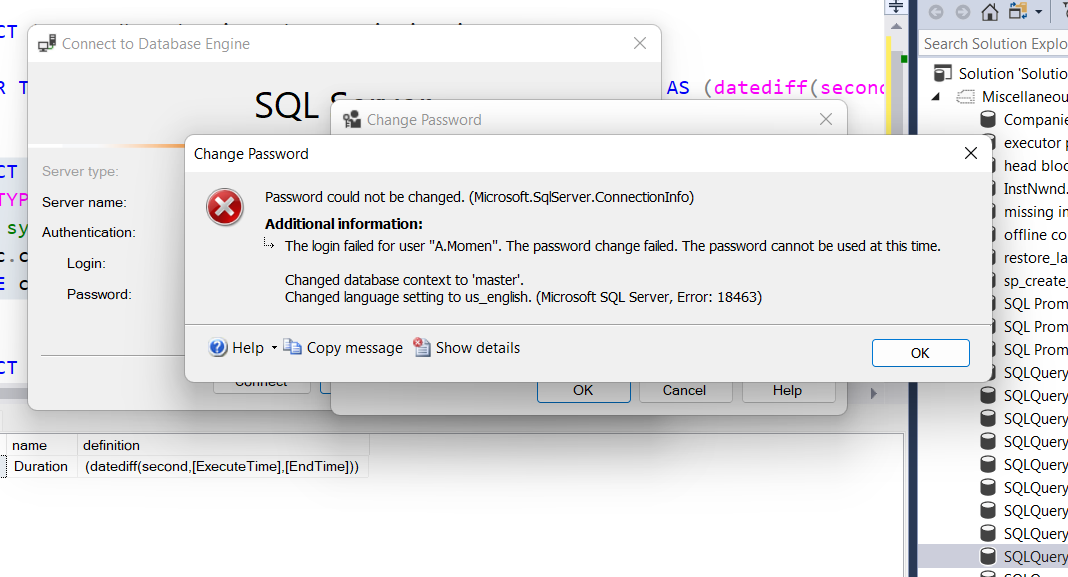 CT
Connect to Database Engine
Search Solution Explo
Solution 'Solutio
R T
AS (datediff(second
SQL Server
Miscellaneou
Change Password
Companie
Change Password
executor p
CT
Server type:
head bloc
TYP
Server name:
Password could not be changed. (Microsoft.SqlServer.ConnectionInfo)
InstNwnd.
Additional information:
missing in
sy
Authentication:
The login failed for user "A.Momen". The password change failed. The password cannot be used at this time.
offline co
c.c
Login:
restore_la
E c
Password:
Changed database context to 'master'.
sp_create_
Changed language setting to us_english. (Microsoft SQL Server, Error: 18463)
SQL Prom
SQL Prom
CT
Help
Copy message
Show details
OK
SQL Prom
SQLQuery
Connect
OK
Cancel
Help
SQLQuery
SQLQuery
name definition
SQLQuery
Duration (datediff(second,[ExecuteTime],[EndTime]))
SQLQuery
SQLQuery
SQLQuery
SQLQuery
SQLQuery